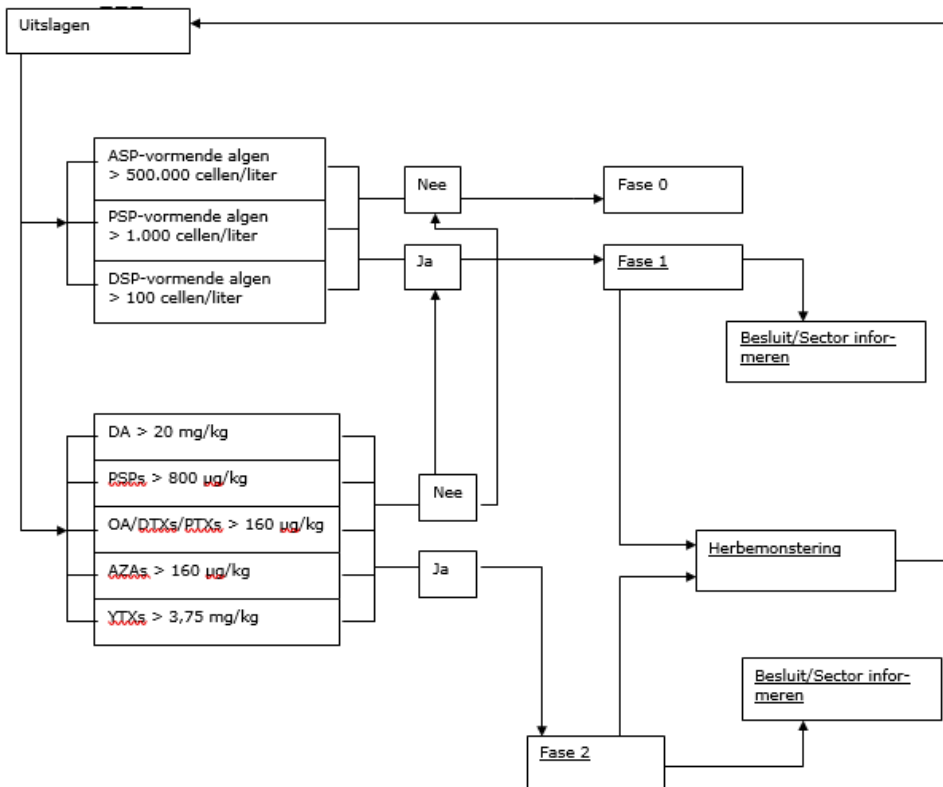 Uitslagen
ASP-vormende algen
> 500.000 cellen/liter
PSP-vormende algen
> 1.000 cellen/liter
DSP-vormende algen
> 100 cellen/liter
Nee
Ja
Fase 0
Fase 1
Besluit/Sector infor-
meren
DA > 20 mg/kg
PSPs > 800 µg/kg
OA/DTXs/PTXs > 160 µg/kg
AZAs > 160 µg/kg
YTXs > 3,75 mg/kg
Nee
Ja
Herbemonstering
Besluit/Sector infor-
meren
Fase 2